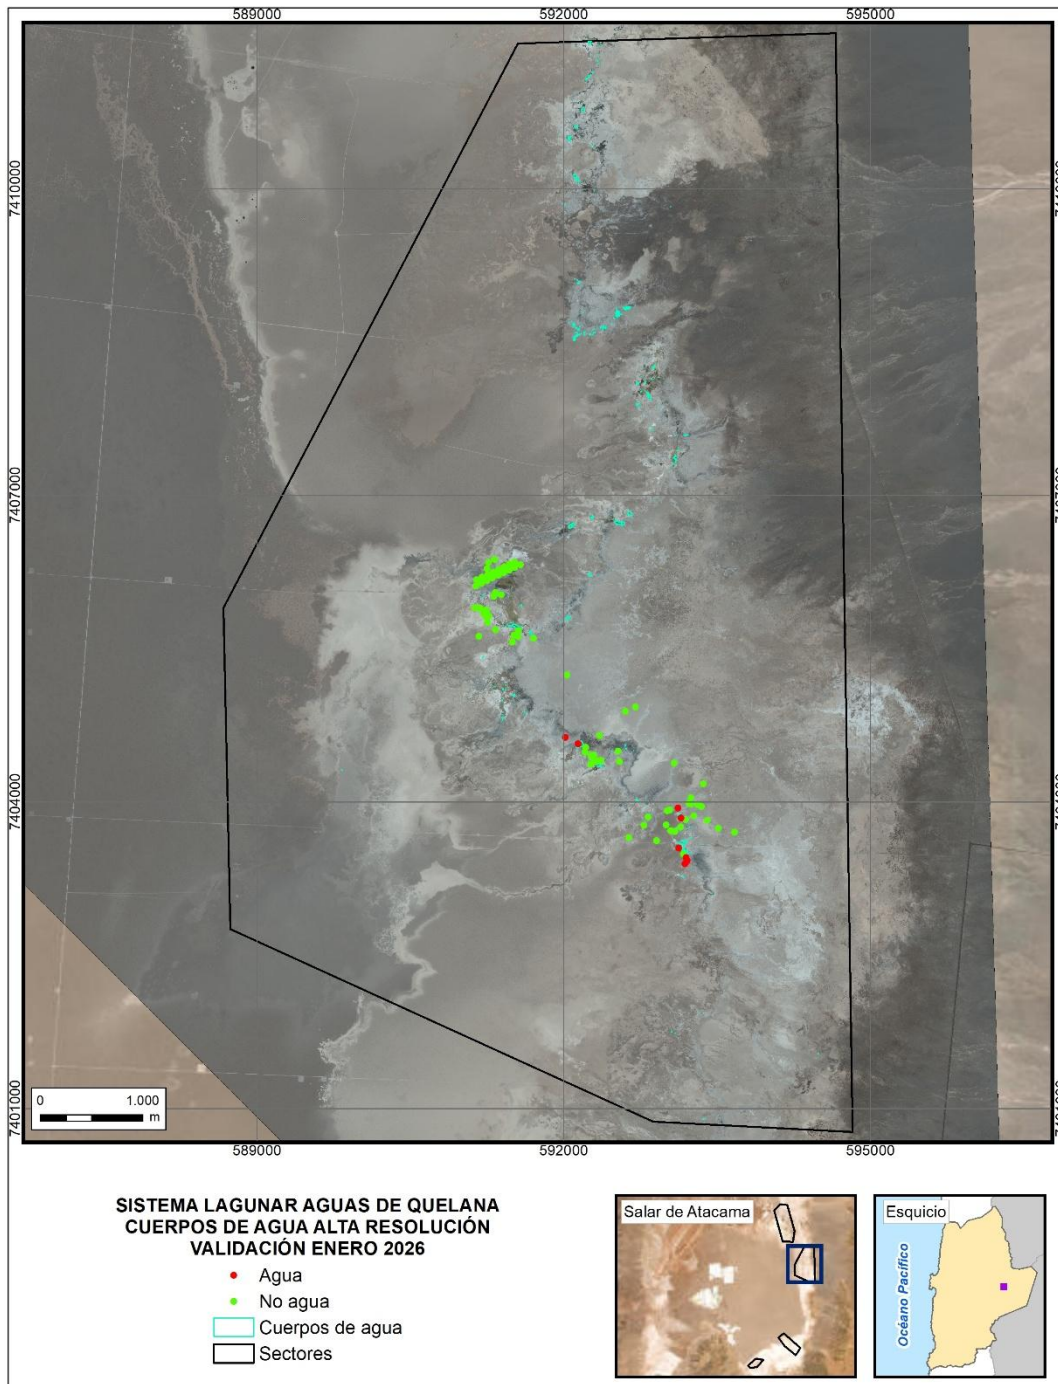 589000
592000
595000
7410000
7407000
7404000
7401000
0
1.000
m
589000
592000
595000
SISTEMA LAGUNAR AGUAS DE QUELANA
CUERPOS DE AGUA ALTA RESOLUCIÓN
VALIDACIÓN ENERO 2026
Agua
No agua
Cuerpos de agua
Sectores
Salar de Atacama
Esquicio
Océano Pacífico